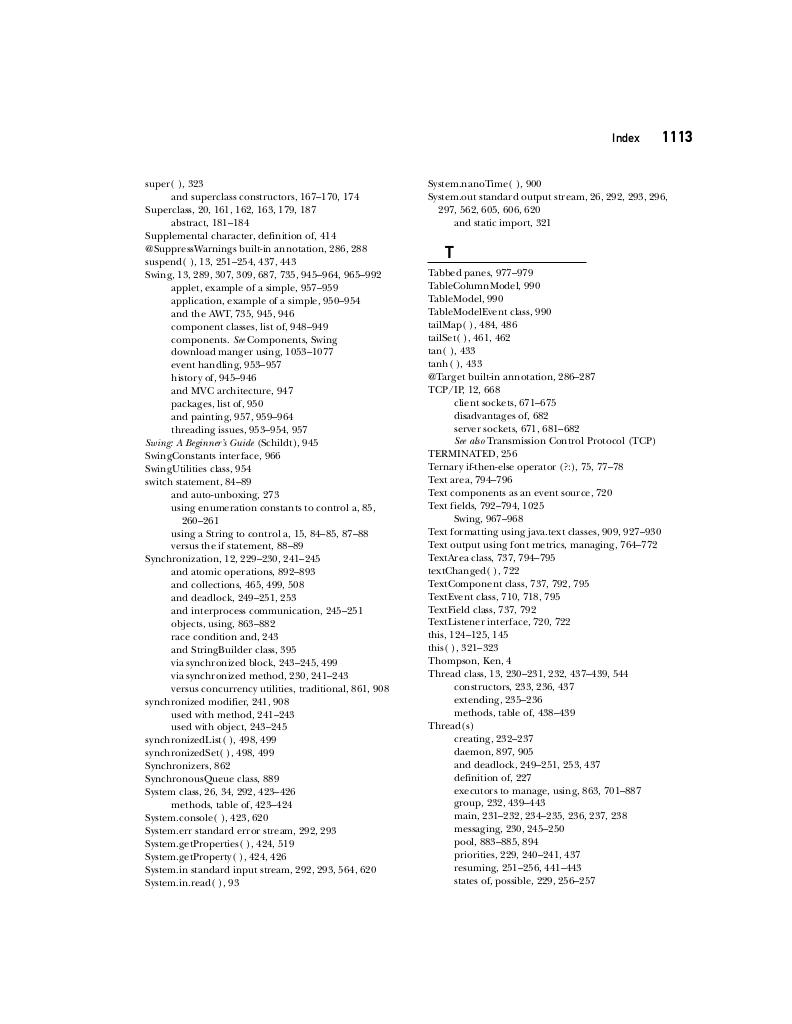 Index 1113
super( ), 323
and superclass constructors, 167–170, 174
Superclass, 20, 161, 162, 163, 179, 187
abstract, 181–184
Supplemental character, definition of, 414
@SuppressWarnings built-in annotation, 286, 288
suspend( ), 13, 251–254, 437, 443
Swing, 13, 289, 307, 309, 687, 735, 945–964, 965–992
applet, example of a simple, 957–959
application, example of a simple, 950–954
and the AWT, 735, 945, 946
component classes, list of, 948–949
components. See Components, Swing
download manger using, 1053–1077
event handling, 953–957
history of, 945–946
and MVC architecture, 947
packages, list of, 950
and painting, 957, 959–964
threading issues, 953–954, 957
Swing: A Beginner's Guide (Schildt), 945
SwingConstants interface, 966
SwingUtilities class, 954
switch statement, 84–89
and auto-unboxing, 273
using enumeration constants to control a, 85,
260–261
using a String to control a, 15, 84–85, 87–88
versus the if statement, 88–89
Synchronization, 12, 229–230, 241–245
and atomic operations, 892–893
and collections, 465, 499, 508
and deadlock, 249–251, 253
and interprocess communication, 245–251
objects, using, 863–882
race condition and, 243
and StringBuilder class, 395
via synchronized block, 243–245, 499
via synchronized method, 230, 241–243
versus concurrency utilities, traditional, 861, 908
synchronized modifier, 241, 908
used with method, 241–243
used with object, 243–245
synchronizedList( ), 498, 499
synchronizedSet( ), 498, 499
Synchronizers, 862
SynchronousQueue class, 889
System class, 26, 34, 292, 423–426
methods, table of, 423–424
System.console( ), 423, 620
System.err standard error stream, 292, 293
System.getProperties( ), 424, 519
System.getProperty( ), 424, 426
System.in standard input stream, 292, 293, 564, 620
System.in.read( ), 93
System.nanoTime( ), 900
System.out standard output stream, 26, 292, 293, 296,
297, 562, 605, 606, 620
and static import, 321
T
Tabbed panes, 977–979
TableColumnModel, 990
TableModel, 990
TableModelEvent class, 990
tailMap( ), 484, 486
tailSet( ), 461, 462
tan( ), 433
tanh( ), 433
@Target built-in annotation, 286–287
TCP/IP, 12, 668
client sockets, 671–675
disadvantages of, 682
server sockets, 671, 681–682
See also Transmission Control Protocol (TCP)
TERMINATED, 256
Ternary if-then-else operator (?:), 75, 77–78
Text area, 794–796
Text components as an event source, 720
Text fields, 792–794, 1025
Swing, 967–968
Text formatting using java.text classes, 909, 927–930
Text output using font metrics, managing, 764–772
TextArea class, 737, 794–795
textChanged( ), 722
TextComponent class, 737, 792, 795
TextEvent class, 710, 718, 795
TextField class, 737, 792
TextListener interface, 720, 722
this, 124–125, 145
this( ), 321–323
Thompson, Ken, 4
Thread class, 13, 230–231, 232, 437–439, 544
constructors, 233, 236, 437
extending, 235–236
methods, table of, 438–439
Thread(s)
creating, 232–237
daemon, 897, 905
and deadlock, 249–251, 253, 437
definition of, 227
executors to manage, using, 863, 701–887
group, 232, 439–443
main, 231–232, 234–235, 236, 237, 238
messaging, 230, 245–250
pool, 883–885, 894
priorities, 229, 240–241, 437
resuming, 251–256, 441–443
states of, possible, 229, 256–257